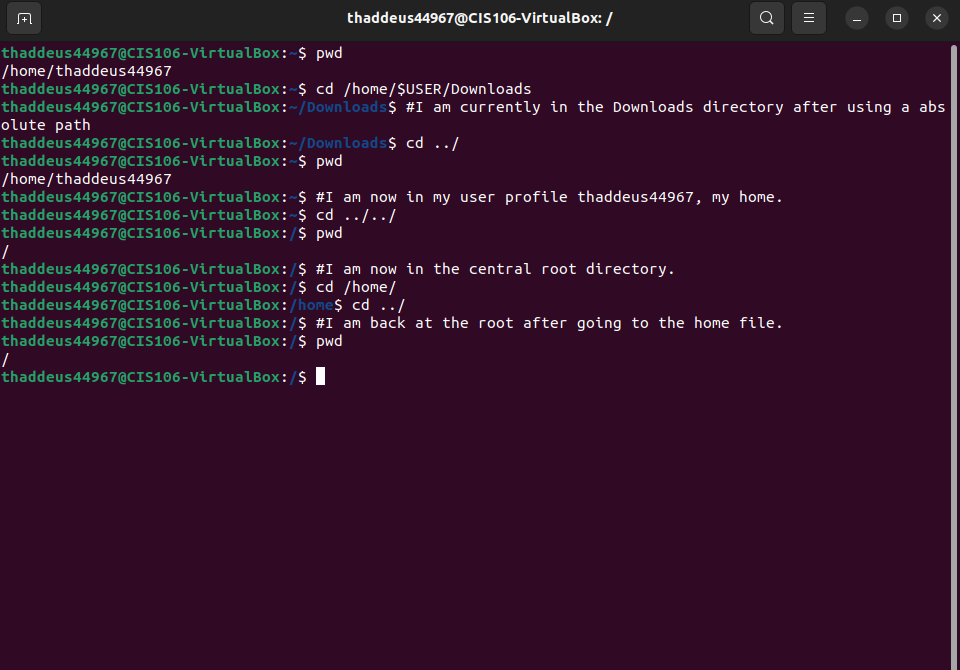 thaddeus44967@CIS106-VirtualBox: /
thaddeus44967@CIS106-VirtualBox:~$ pwd
/home/thaddeus44967
thaddeus44967@CIS106-VirtualBox:~$ cd /home/$USER/Downloads
thaddeus44967@CIS106-VirtualBox:~/Downloads$ #I am currently in the Downloads directory after using a abs
olute path
thaddeus44967@CIS106-VirtualBox:~/Downloads$ cd ../
thaddeus44967@CIS106-VirtualBox:~$ pwd
/home/thaddeus44967
thaddeus44967@CIS106-VirtualBox:~$ #I am now in my user profile thaddeus44967, my home.
thaddeus44967@CIS106-VirtualBox:~$ cd ../../
thaddeus44967@CIS106-VirtualBox:/$ pwd
/
thaddeus44967@CIS106-VirtualBox:/$ #I am now in the central root directory.
thaddeus44967@CIS106-VirtualBox:/$ cd /home/
thaddeus44967@CIS106-VirtualBox:/home$ cd ../
thaddeus44967@CIS106-VirtualBox:/$ #I am back at the root after going to the home file.
thaddeus44967@CIS106-VirtualBox:/$ pwd
/
thaddeus44967@CIS106-VirtualBox:/$